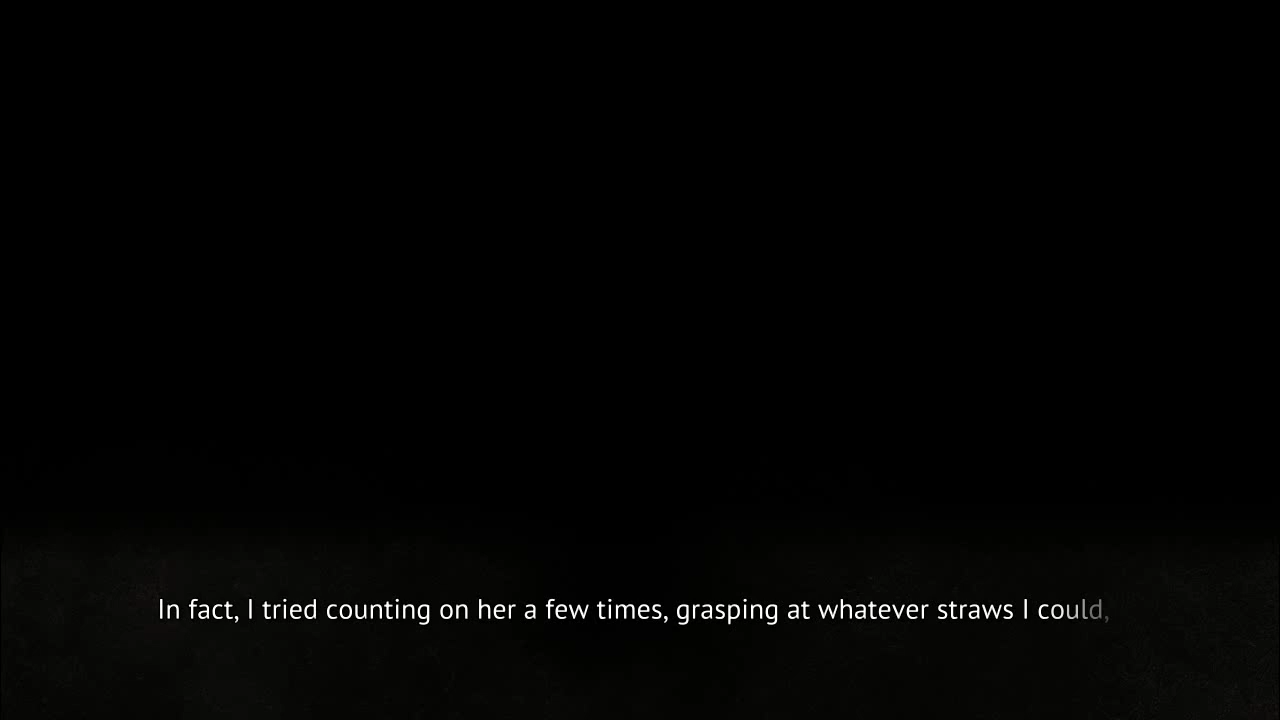 In fact, I tried counting on her a few times, grasping at whatever straws I could,